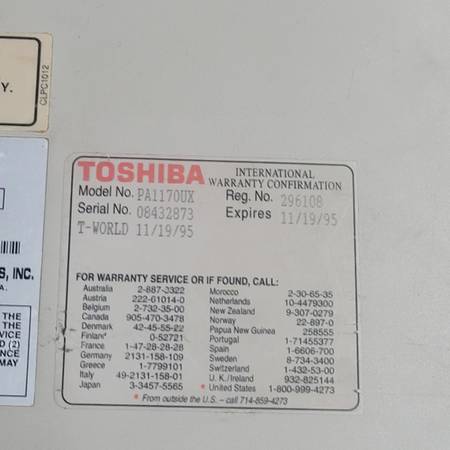 Y.
CLPC1012
S, INC.
A.
THE
THE
VICE
D (2)
ANCE
MAY
TOSHIBA INTERNATIONAL WARRANTY CONFIRMATION
Model No. PA1170UX Reg. No. 296108
Serial No. 08432873 Expires 11/19/95
T-WORLD 11/19/95
FOR WARRANTY SERVICE OR IF FOUND, CALL:
Australia 2-887-3322
Austria 222-61014-0
Belgium 2-732-35-00
Canada 905-470-3478
Denmark 42-45-55-22
Finlan* 0-52721
France 1-47-28-28-28
Germany 2131-158-109
Greece 1-7799101
Italy 49-2131-158-01
Japan 3-3457-5565
Morocco 2-30-65-35
Netherlands 10-4479300
New Zealand 9-307-0279
Norway 22-897-0
Papua New Guinea 258555
Portugal 1-71455377
Spain 1-6606-700
Sweden 8-734-3400
Switzerland 1-432-53-00
U.K./Ireland 932-825144
* United States 1-800-999-4273
* From outside the U.S. – call 714-859-4273